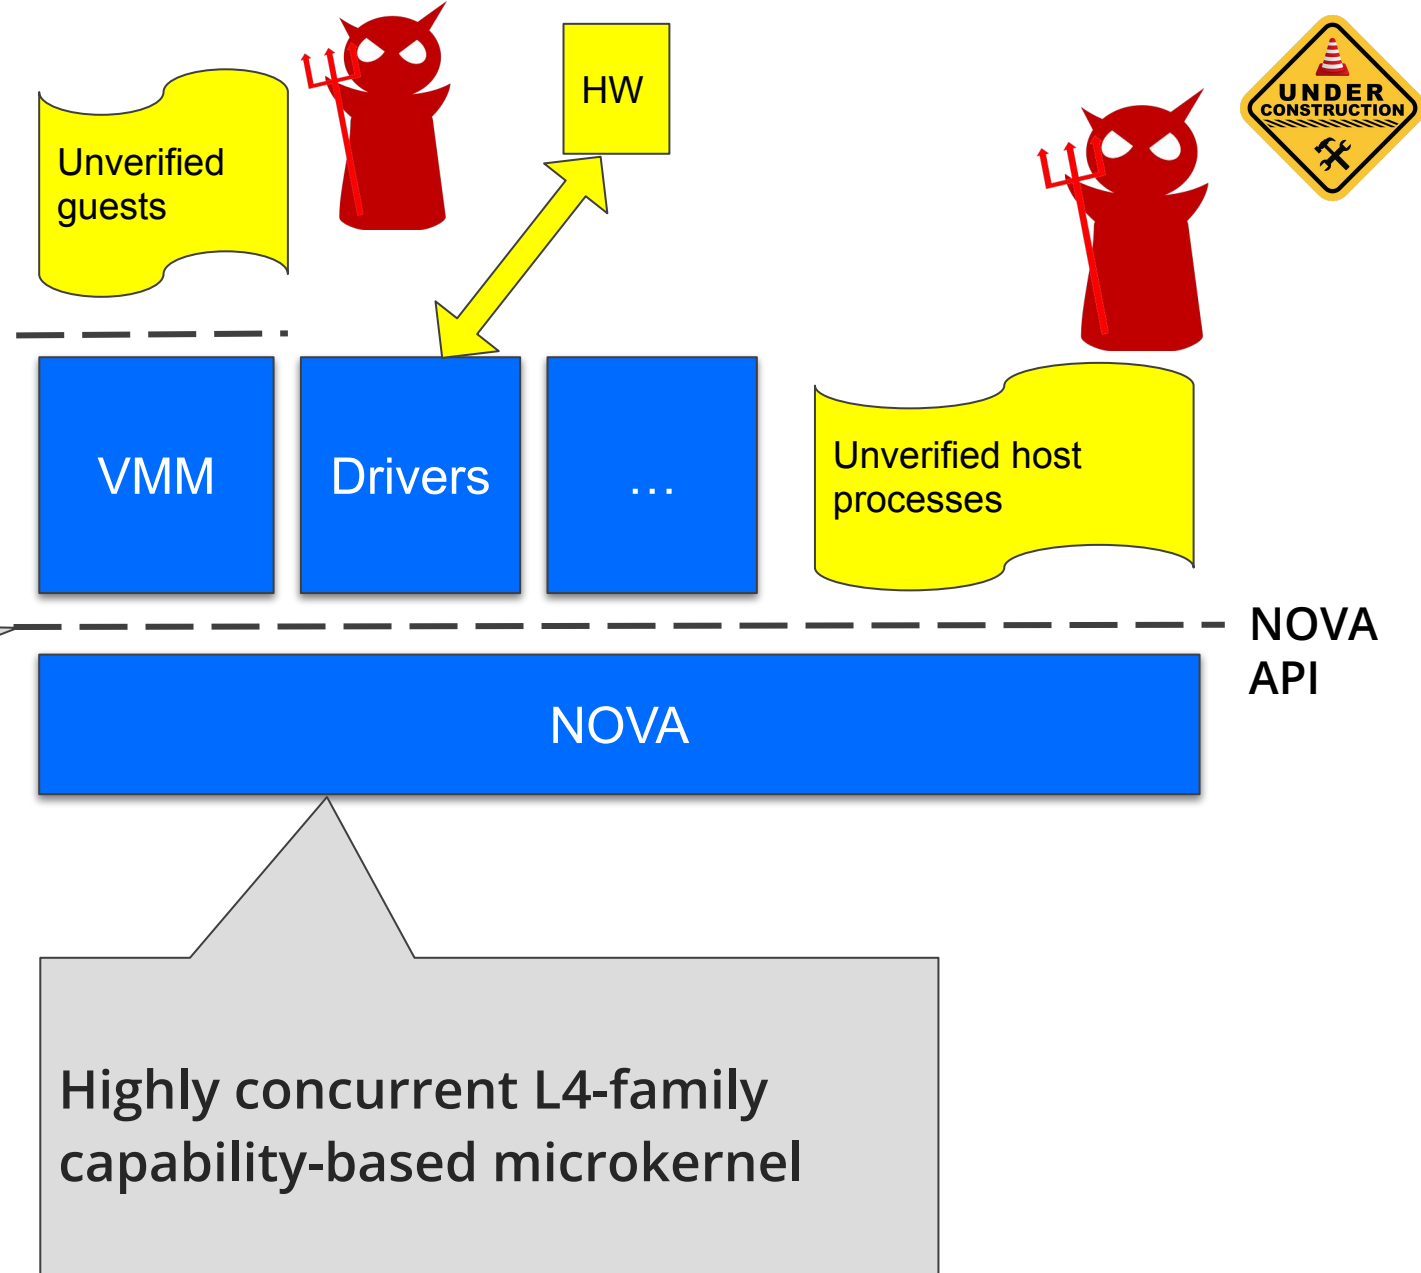 HW
UNDER
CONSTRUCTION
Unverified
guests
VMM
Drivers
…
Unverified host
processes
NOVA
API
NOVA
Highly concurrent L4-family
capability-based microkernel